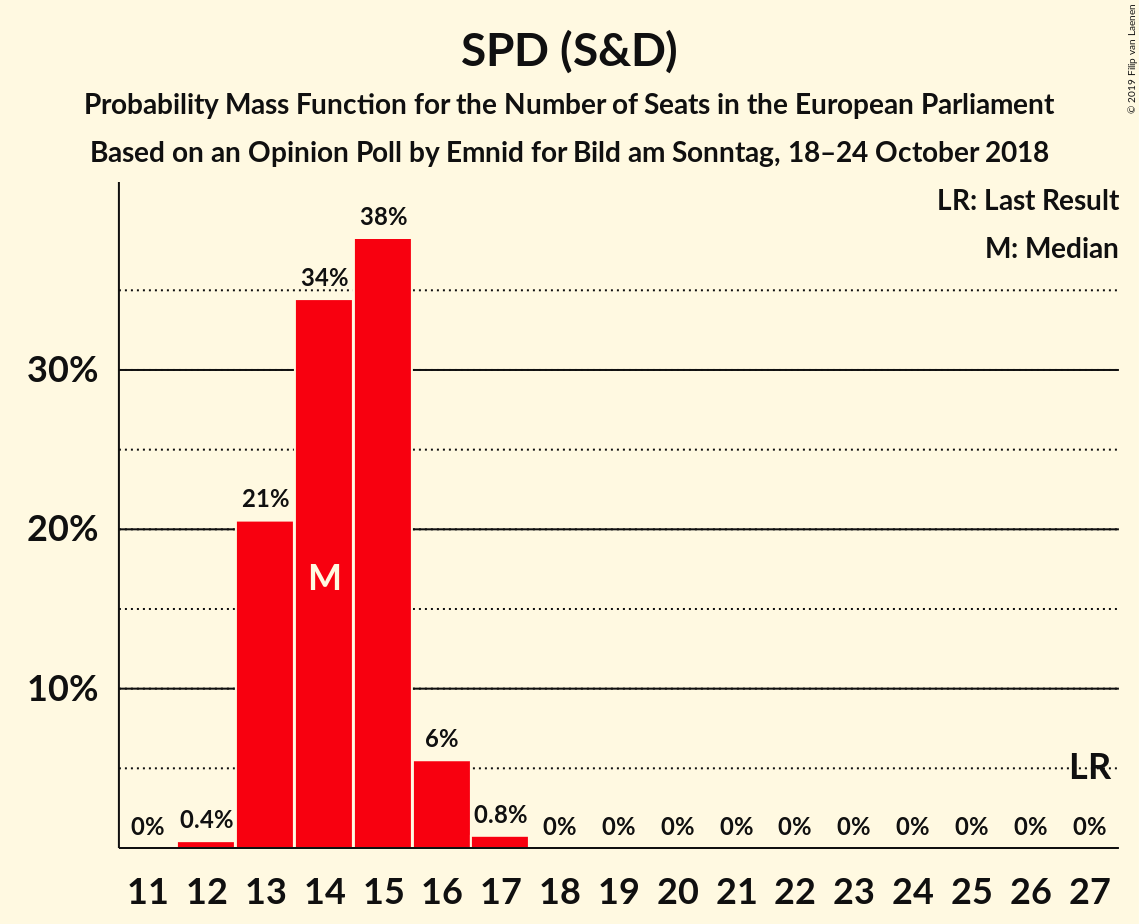 SPD (S&D)
Probability Mass Function for the Number of Seats in the European Parliament
Based on an Opinion Poll by Emnid for Bild am Sonntag, 18–24 October 2018
© 2019 Filip van Laenen
LR: Last Result
M: Median
38%
34%
30%
21%
20%
M
10%
6%
LR
0% 0.4% 0.8% 0% 0% 0% 0% 0% 0% 0% 0% 0% 0%
11 12 13 14 15 16 17 18 19 20 21 22 23 24 25 26 27